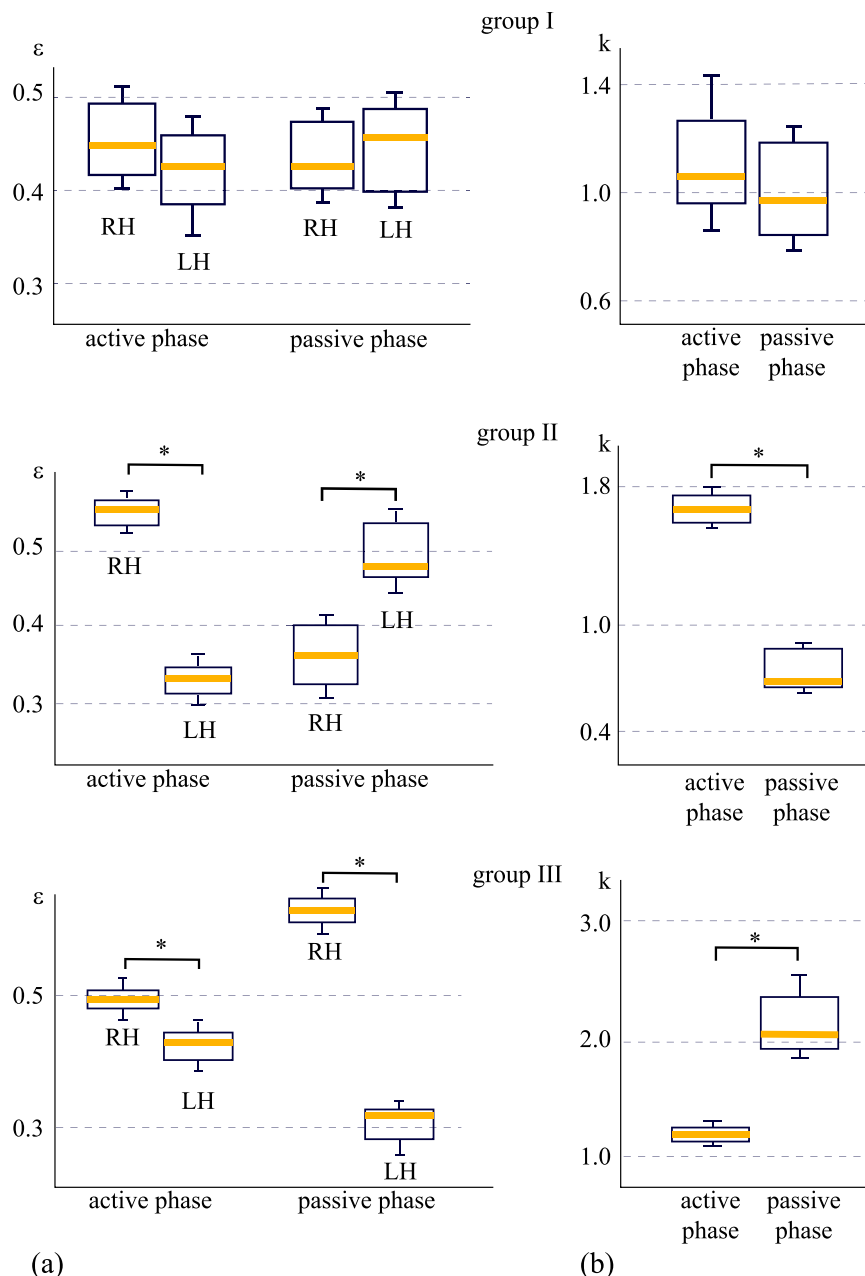 group I
ε
0.5
0.4
0.3
RH
LH
RH
LH
active phase
passive phase
k
1.4
1.0
0.6
active
phase
passive
phase
group II
ε
0.5
0.4
0.3
*
RH
LH
*
RH
LH
active phase
passive phase
k
1.8
1.0
0.4
*
active
phase
passive
phase
group III
ε
0.5
0.3
*
RH
LH
*
RH
LH
active phase
passive phase
k
3.0
2.0
1.0
*
active
phase
passive
phase
(a)
(b)